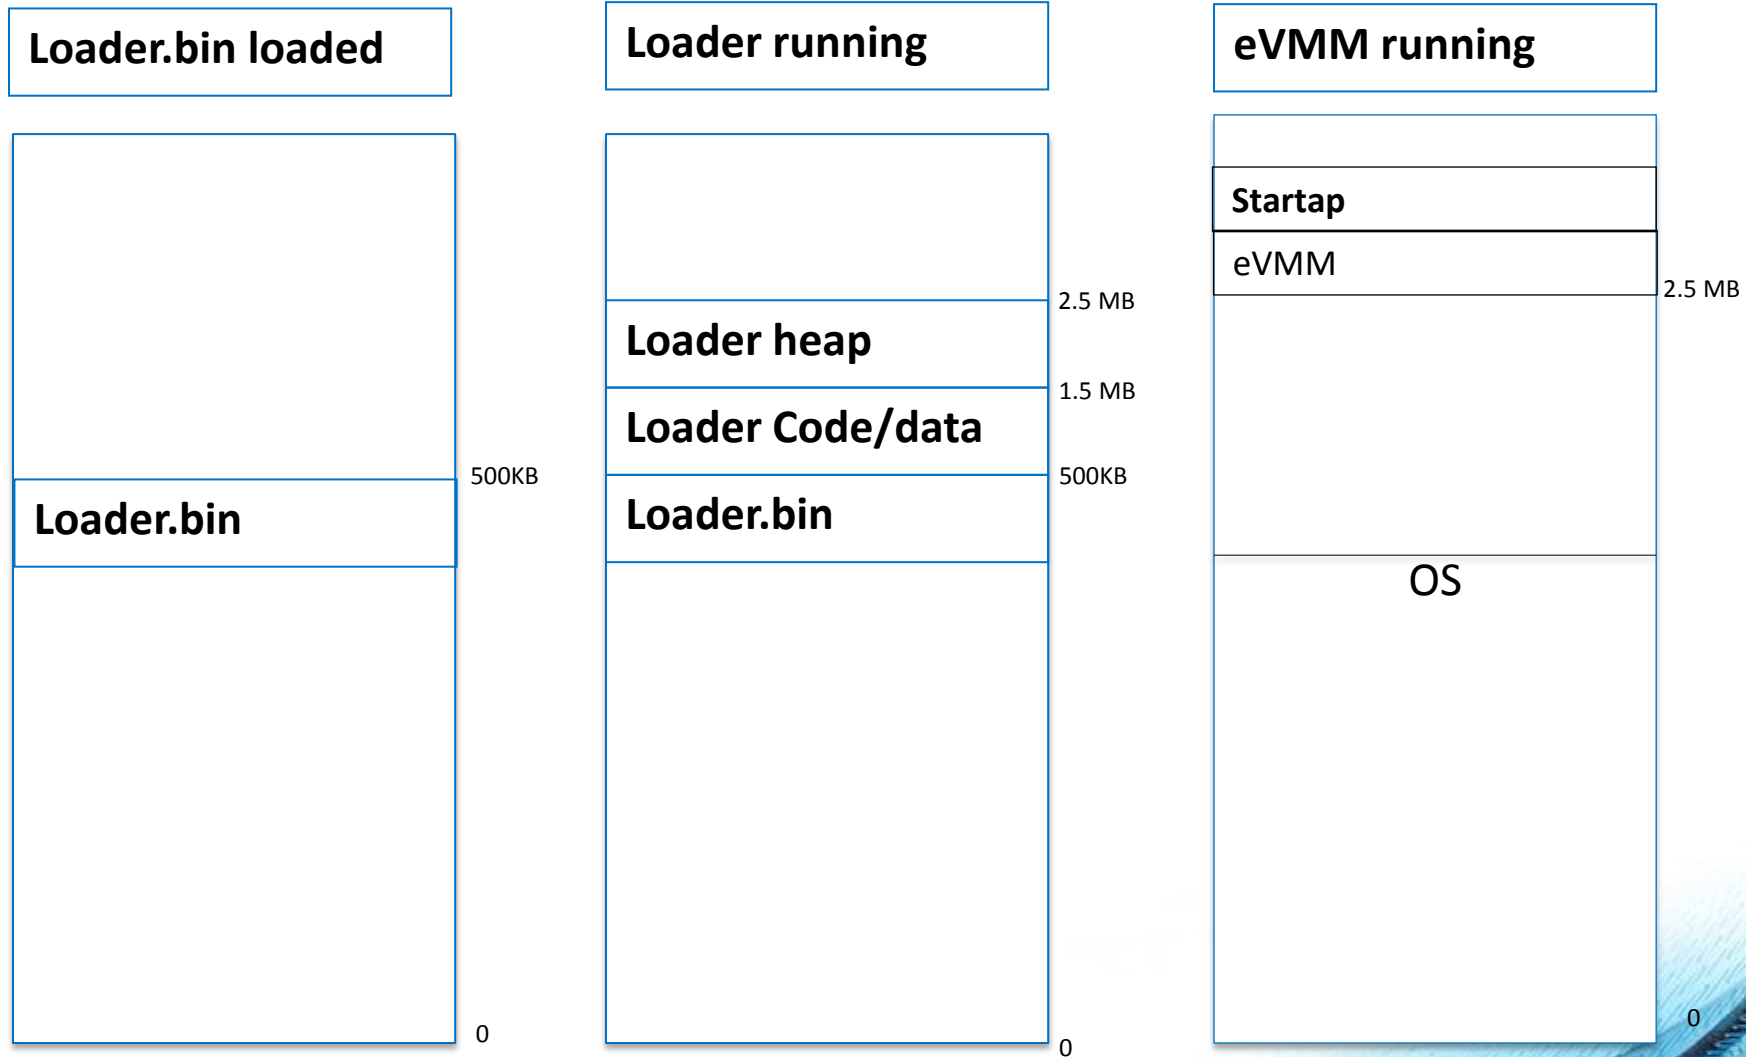 Loader.bin loaded
500KB
Loader.bin
0
Loader running
2.5 MB
Loader heap
1.5 MB
Loader Code/data
500KB
Loader.bin
0
eVMM running
Startap
eVMM
2.5 MB
OS
0